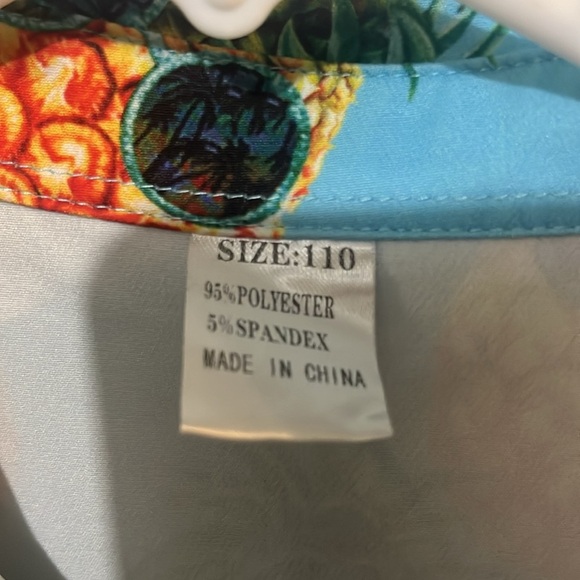 SIZE:110
95%POLYESTER
5%SPANDEX
MADE IN CHINA